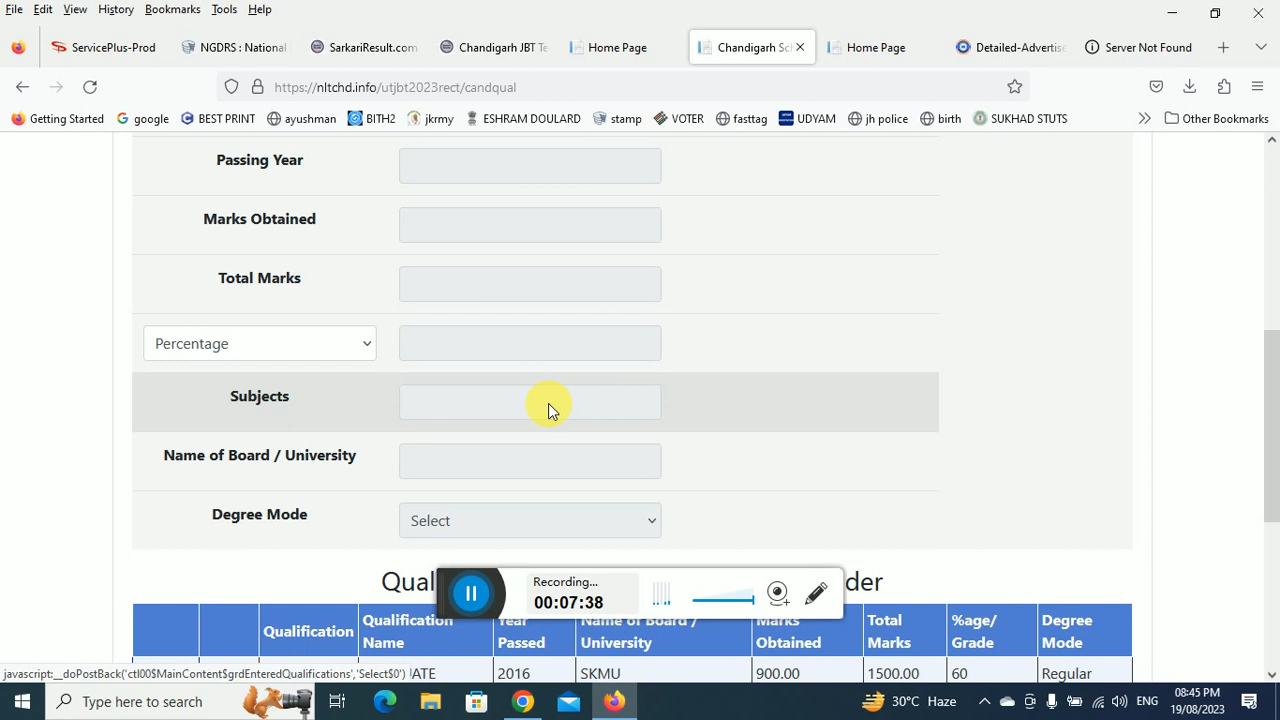 File Edit View History Bookmarks Tools Help
ServicePlus-Prod NGDRS : National SarkariResult.com Chandigarh JBT Te Home Page Chandigarh Sc Home Page Detailed-Advertise Server Not Found
https://nltchd.info/utjbt2023rect/candqual
Getting Started google BEST PRINT ayushman BITH2 jkrmy ESHRAM DOULARD stamp VOTER fasttag UDYAM jh police birth SUKHAD STUTS Other Bookmarks
Passing Year
Marks Obtained
Total Marks
Percentage
Subjects
Name of Board / University
Degree Mode Select
Quali der
Recording...
00:07:38
Qualification Qualification Name Year Passed Name of Board / University Marks Obtained Total Marks %age/ Grade Degree Mode
ATE 2016 SKMU 900.00 1500.00 60 Regular
javascript:__doPostBack('ctl00$MainContent$grdEnteredQualifications','Select$0')
Type here to search 30°C Haze ENG 08:45 PM
19/08/2023